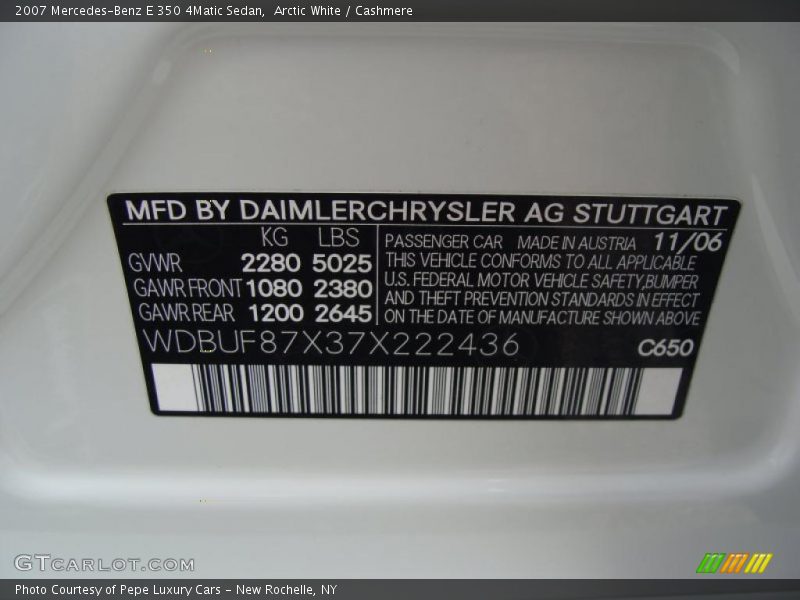 2007 Mercedes-Benz E 350 4Matic Sedan, Arctic White / Cashmere
MFD BY DAIMLERCHRYSLER AG STUTTGART
KG LBS
GVWR 2280 5025
GAWR FRONT 1080 2380
GAWR REAR 1200 2645
PASSENGER CAR MADE IN AUSTRIA 11/06
THIS VEHICLE CONFORMS TO ALL APPLICABLE
U.S. FEDERAL MOTOR VEHICLE SAFETY,BUMPER
AND THEFT PREVENTION STANDARDS IN EFFECT
ON THE DATE OF MANUFACTURE SHOWN ABOVE
WDBUF87X37X222436 C650
GTCARLOT.COM
Photo Courtesy of Pepe Luxury Cars - New Rochelle, NY